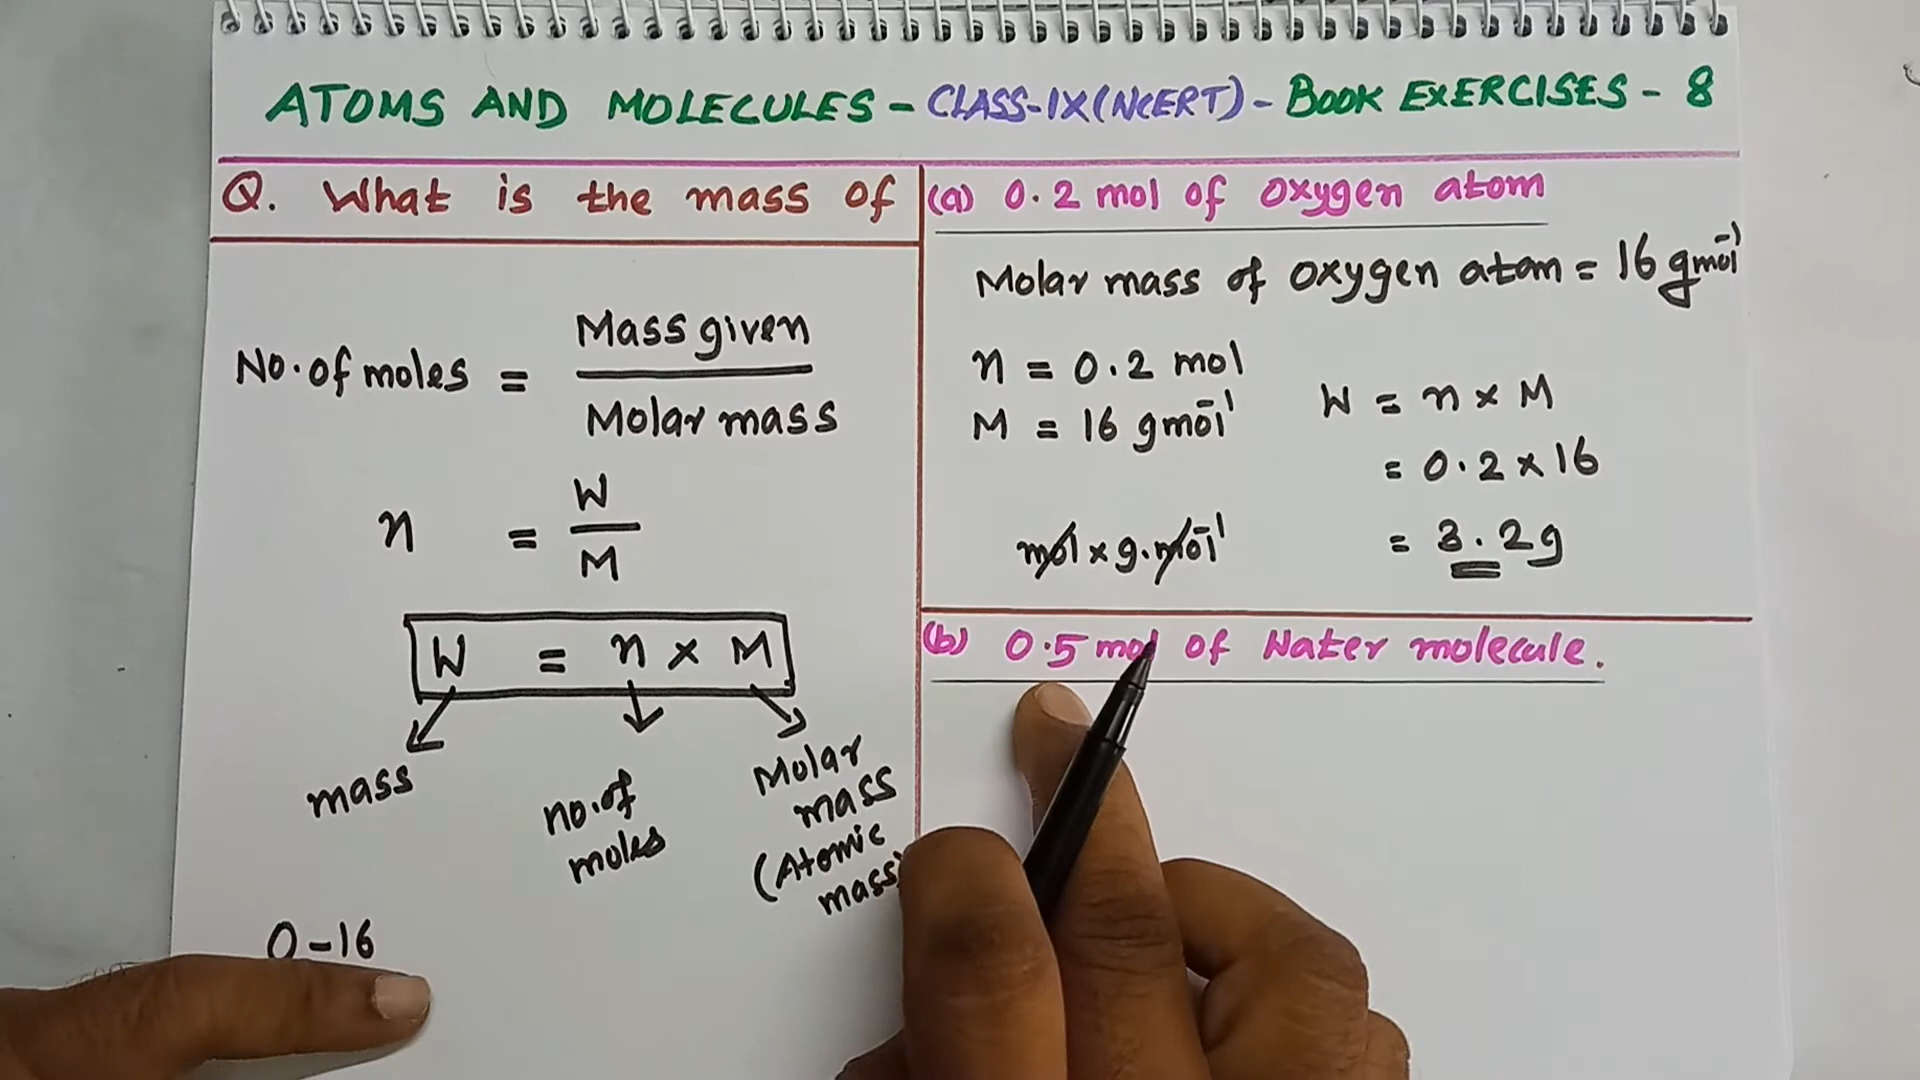 ATOMS AND MOLECULES - CLASS-IX (NCERT) - BOOK EXERCISES - 8
Q. What is the mass of
No. of moles = Mass given
Molar mass
n = W
M
W = n × M
mass
no. of
moles
Molar
mass
(Atomic
mass)
O - 16
(a) 0.2 mol of oxygen atom
Molar mass of oxygen atom = 16 gmol⁻¹
n = 0.2 mol
M = 16 gmol⁻¹
W = n × M
= 0.2 × 16
mol × g.mol⁻¹
= 3.2g
(b) 0.5 mol of Water molecule.